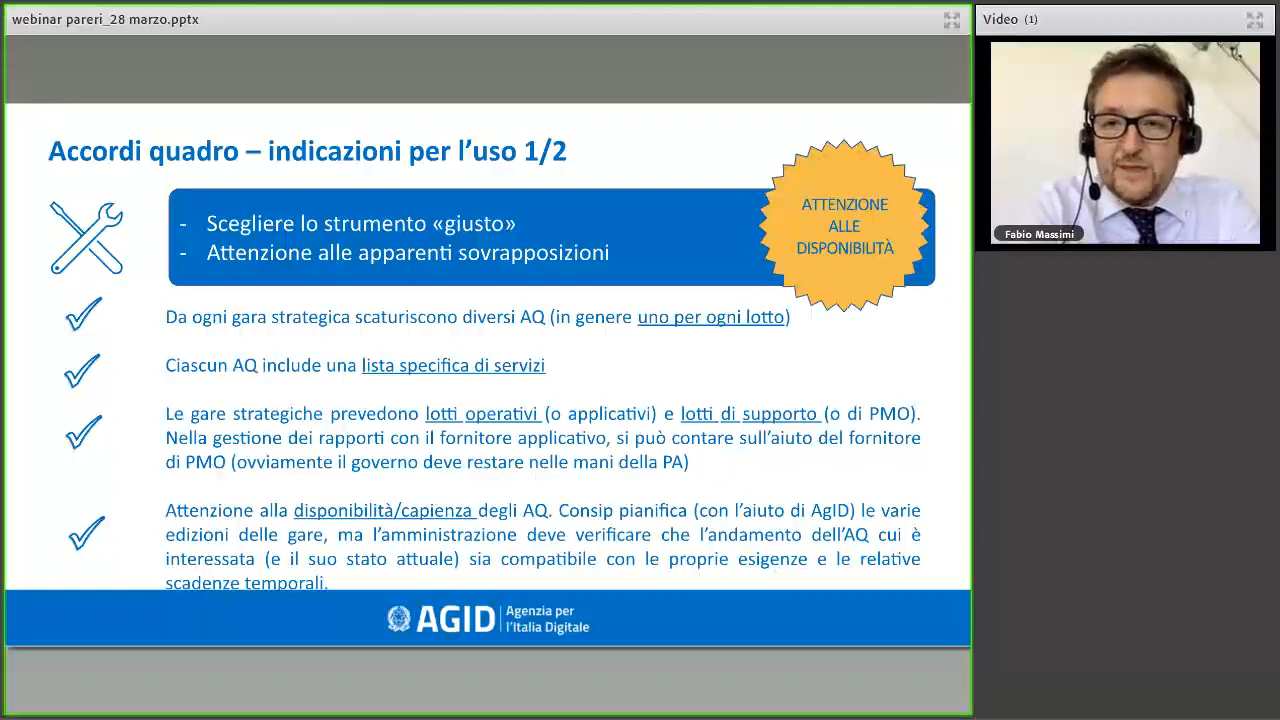 webinar pareri_28 marzo.pptx
Video (1)
Fabio Massimi
Accordi quadro – indicazioni per l’uso 1/2
- Scegliere lo strumento «giusto»
- Attenzione alle apparenti sovrapposizioni
ATTENZIONE
ALLE
DISPONIBILITÀ
Da ogni gara strategica scaturiscono diversi AQ (in genere uno per ogni lotto)
Ciascun AQ include una lista specifica di servizi
Le gare strategiche prevedono lotti operativi (o applicativi) e lotti di supporto (o di PMO).
Nella gestione dei rapporti con il fornitore applicativo, si può contare sull’aiuto del fornitore
di PMO (ovviamente il governo deve restare nelle mani della PA)
Attenzione alla disponibilità/capienza degli AQ. Consip pianifica (con l’aiuto di AgID) le varie
edizioni delle gare, ma l’amministrazione deve verificare che l’andamento dell’AQ cui è
interessata (e il suo stato attuale) sia compatibile con le proprie esigenze e le relative
scadenze temporali.
AGID
Agenzia per
l’Italia Digitale